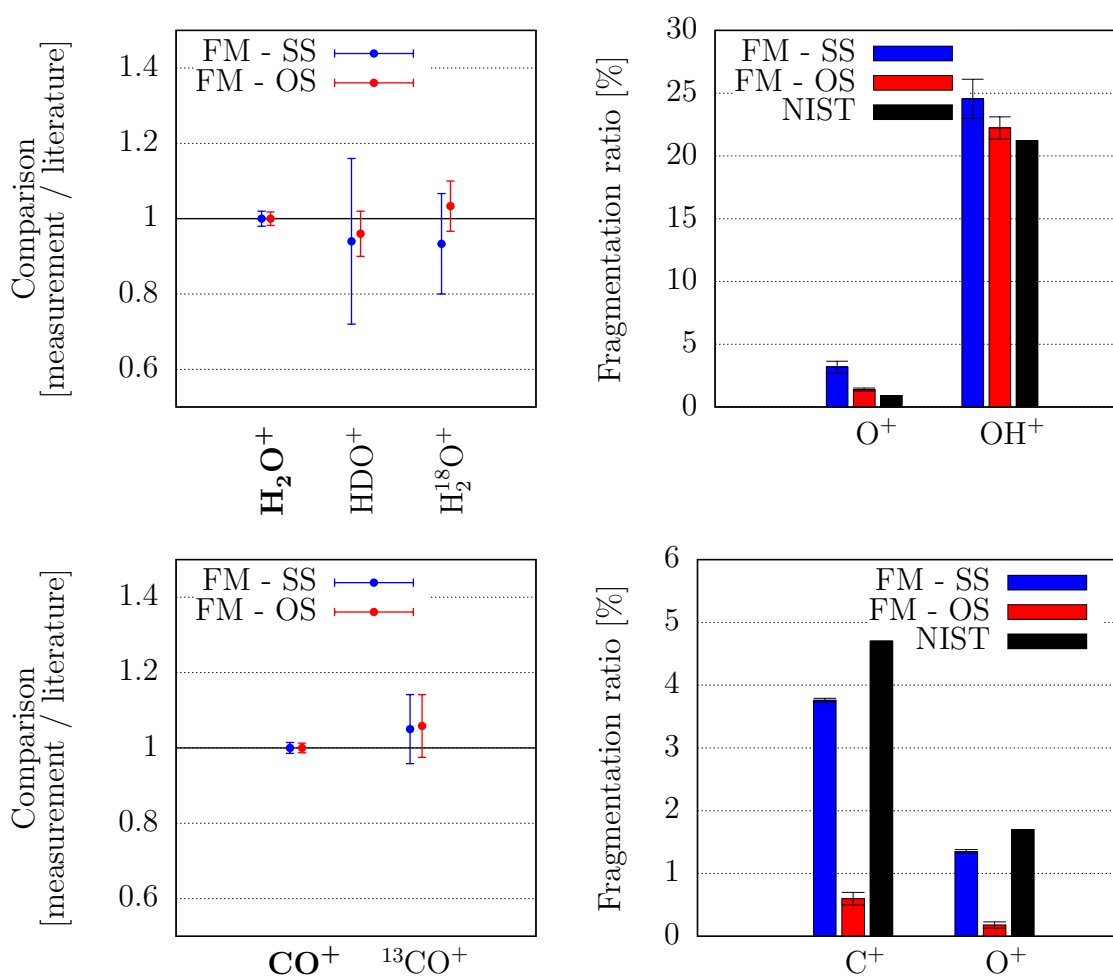 Comparison
[measurement / literature]
1.4
1.2
1
0.8
0.6
FM - SS
FM - OS
H₂O⁺
HDO⁺
H₂¹⁸O⁺
Fragmentation ratio [%]
30
25
20
15
10
5
0
FM - SS
FM - OS
NIST
O⁺
OH⁺
Comparison
[measurement / literature]
1.4
1.2
1
0.8
0.6
FM - SS
FM - OS
CO⁺
¹³CO⁺
Fragmentation ratio [%]
6
5
4
3
2
1
0
FM - SS
FM - OS
NIST
C⁺
O⁺